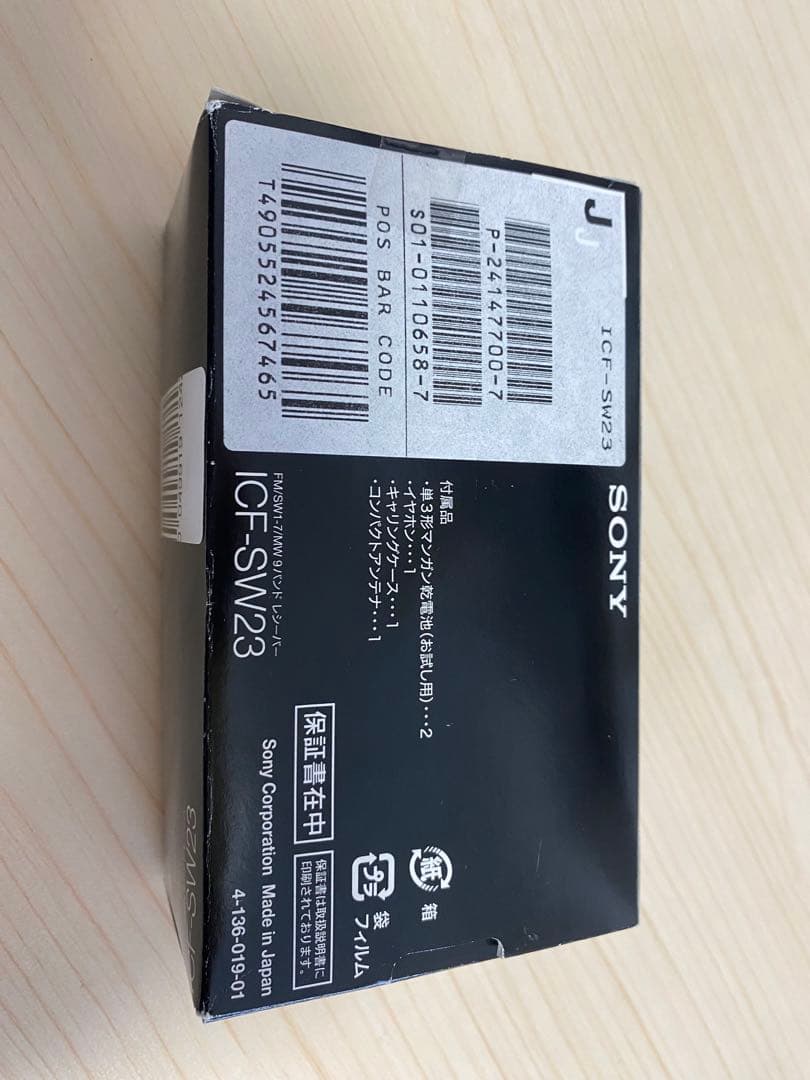 J
J
ICF-SW23
P-24147700-7
S01-0110658-7
POS BAR CODE
T4905524567465
SONY
付属品
・単3形マンガン乾電池(お試し用)・・・2
・イヤホン・・・1
・キャリングケース・・・1
・コンパクトアンテナ・・・1
FM/SW1-7/MW 9バンド レシーバー
ICF-SW23
紙
箱
プラ
袋
フィルム
保証書在中
保証書は取扱説明書に
印刷されております。
Sony Corporation Made in Japan
4-136-019-01